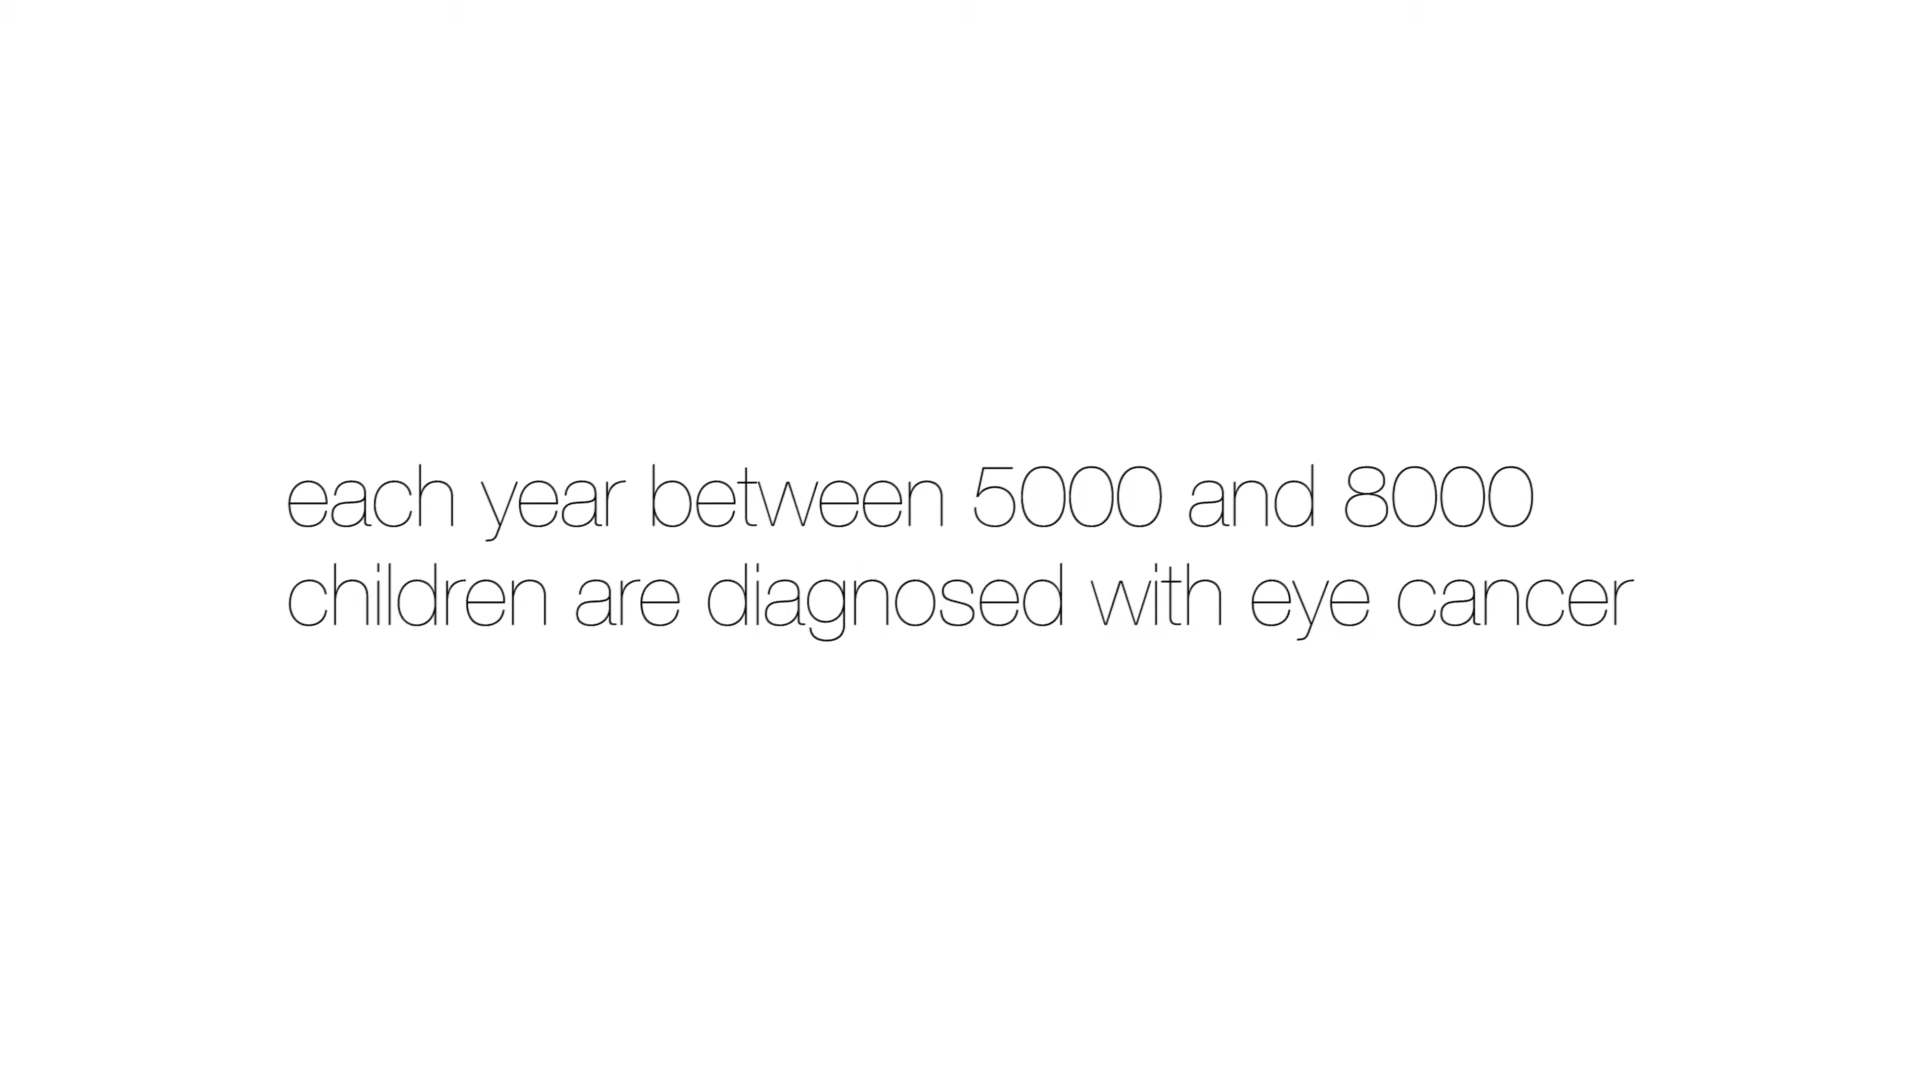 each year between 5000 and 8000
children are diagnosed with eye cancer